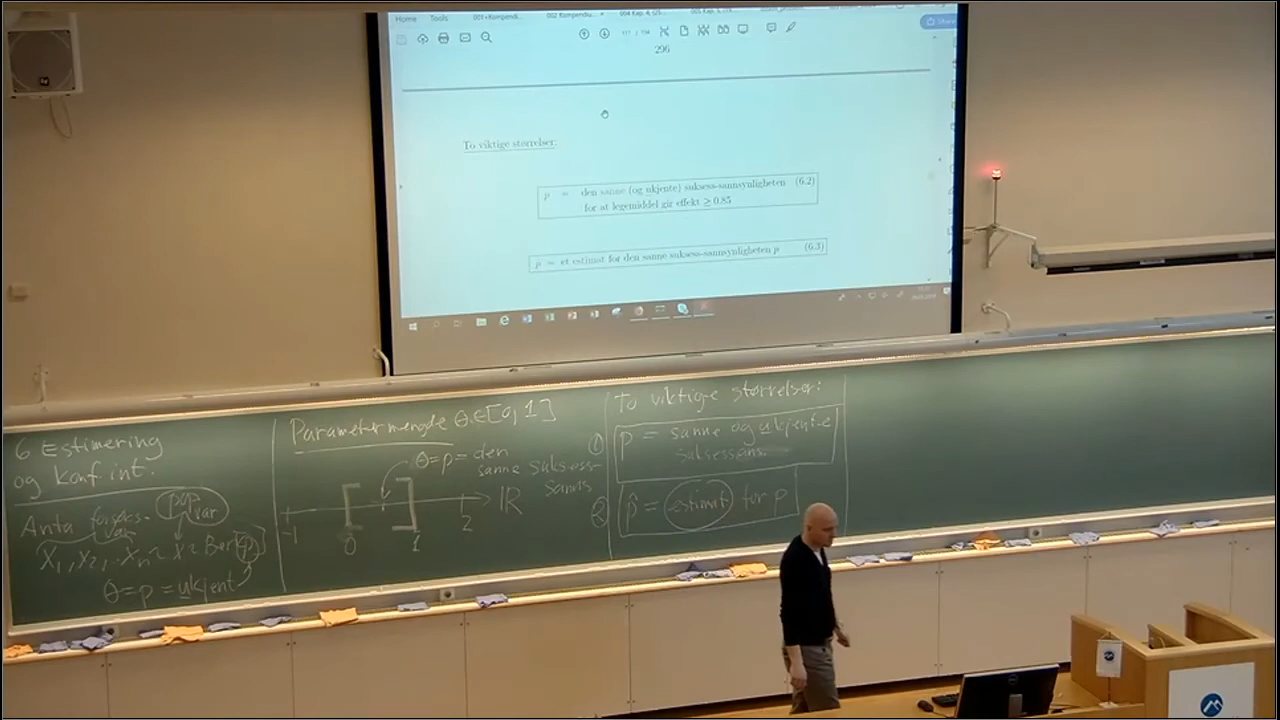 Home Tools
296
To viktige størrelser:
p = den sanne (og ukjente) suksess-sannsynligheten (6.2)
for at legemiddel gir effekt ≥ 0.85
p̂ = et estimat for den sanne suksess-sannsynligheten p (6.3)
6 Estimering
og konf.int.
Anta forsøks. pop
var var
X₁, X₂, .. Xₙ ~ X ~ Ber(p)
θ = p = ukjent
Parametermengde θ ∈ [0, 1]
θ = p = den
sanne suksess-
sanns
-1 0 1 2 IR
To viktige størrelser:
① p = sanne og ukjente
suksessans.
② p̂ = estimat for p